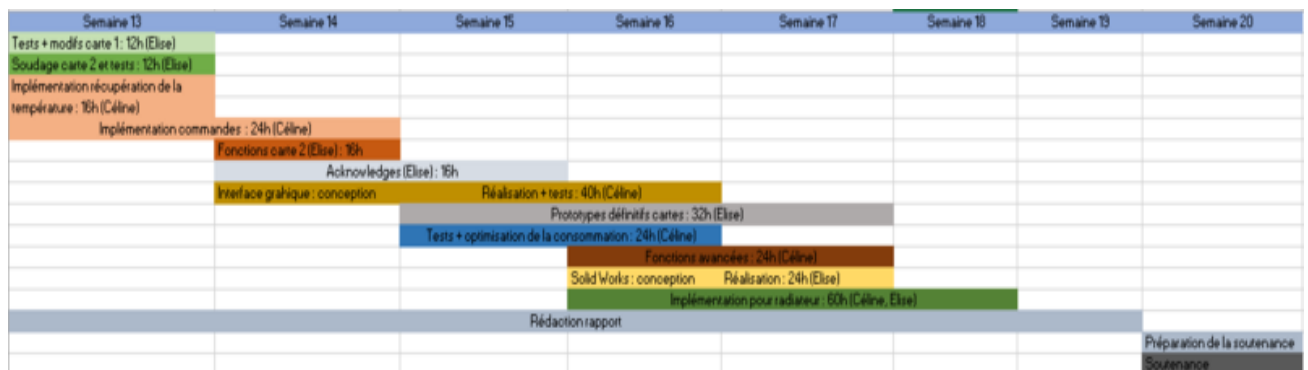 Semaine 13 Semaine 14 Semaine 15 Semaine 16 Semaine 17 Semaine 18 Semaine 19 Semaine 20
Tests + modifs carte 1 : 12h (Elise)
Soudage carte 2 et tests : 12h (Elise)
Implémentation récupération de la
température : 16h (Céline)
Implémentation commandes : 24h (Céline)
Fonctions carte 2 (Elise) : 16h
Acknowledges (Elise) : 16h
Interface grahique : conception Réalisation + tests : 40h (Céline)
Prototypes définitifs cartes : 32h (Elise)
Tests + optimisation de la consommation : 24h (Céline)
Fonctions avancées : 24h (Céline)
Solid Works : conception Réalisation : 24h (Elise)
Implémentation pour radiateur : 60h (Céline, Elise)
Rédaction rapport
Préparation de la soutenance
Soutenance